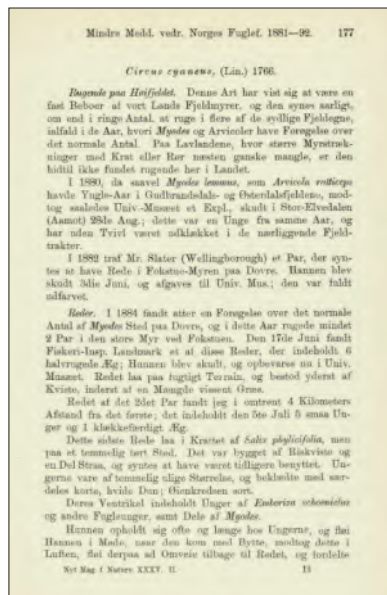 Mindre Medd. vedr. Norges Fuglef. 1881—92. 177
Circus cyaneus, (Lin.) 1766.
Rugende paa Høifjeldet. Denne Art har vist sig at være en
fast Beboer af vort Lands Fjeldmyrer, og den synes aarligt,
om end i ringe Antal, at ruge i flere af de sydlige Fjeldegne,
ialfald i de Aar, hvori Myodes og Arvicoler have Forøgelse over
det normale Antal. Paa Lavlandene, hvor større Myrstræk-
ninger med Krat eller Rør næsten ganske mangle, er den
hidtil ikke fundet rugende her i Landet.
I 1880, da saavel Myodes lemmus, som Arvicola ratticeps
havde Yngle-Aar i Gudbrandsdals- og Østerdalsfjeldene, mod-
tog saaledes Univ.-Museet et Expl., skudt i Stor-Elvedalen
(Aamot) 28de Aug.; dette var en Unge fra samme Aar, og
har uden Tvivl været udklækket i de nærliggende Fjeld-
trakter.
I 1882 traf Mr. Slater (Wellingborough) et Par, der syn-
tes at have Rede i Fokstue-Myren paa Dovre. Hannen blev
skudt 3die Juni, og afgaves til Univ. Mus.; den var fuldt
udfarvet.
Reder. I 1884 fandt atter en Forøgelse over det normale
Antal af Myodes Sted paa Dovre, og i dette Aar rugede mindst
2 Par i den store Myr ved Fokstuen. Den 17de Juni fandt
Fiskeri-Insp. Landmark et af disse Reder, der indeholdt 6
halvrugede Æg; Hunnen blev skudt, og opbevares nu i Univ.
Musæet. Redet laa paa fugtigt Terrain, og bestod yderst af
Kviste, inderst af en Mængde vissent Græs.
Redet af det 2det Par fandt jeg i omtrent 4 Kilometers
Afstand fra det første; det indeholdt den 5te Juli 5 smaa Un-
ger og 1 klækkefærdigt Æg.
Dette sidste Rede laa i Krattet af Salix phylicifolia, men
paa et temmelig tørt Sted. Det var bygget af Riskviste og
en Del Straa, og syntes at have været tidligere benyttet. Un-
gerne vare af temmelig ulige Størrelse, og beklædte med sær-
deles korte, hvide Dun; Øienkredsen sort.
Deres Ventrikel indeholdt Unger af Emberiza schoeniclus
og andre Fugleunger, samt Dele af Myodes.
Hunnen opholdt sig ofte og længe hos Ungerne, og fløi
Hannen i Møde, naar den kom med Bytte, modtog dette i
Luften, fløi derpaa ad Omveie tilbage til Redet, og fordelte
Nyt Mag. f. Naturv. XXXV. II. 12